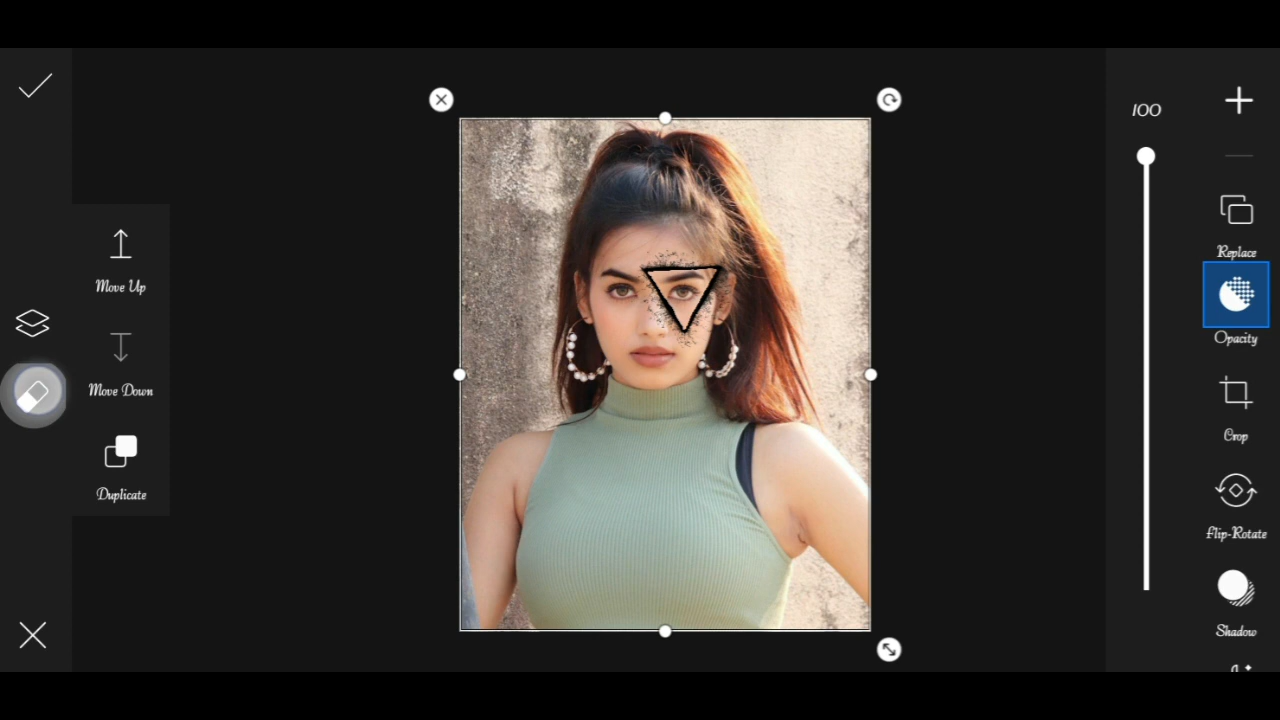 100
Move Up
Move Down
Duplicate
Replace
Opacity
Crop
Flip-Rotate
Shadow